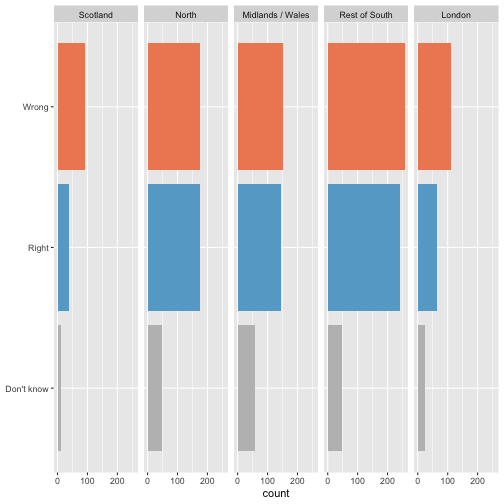 Scotland North Midlands / Wales Rest of South London
Wrong
Right
Don't know
0 100 200 0 100 200 0 100 200 0 100 200 0 100 200
count